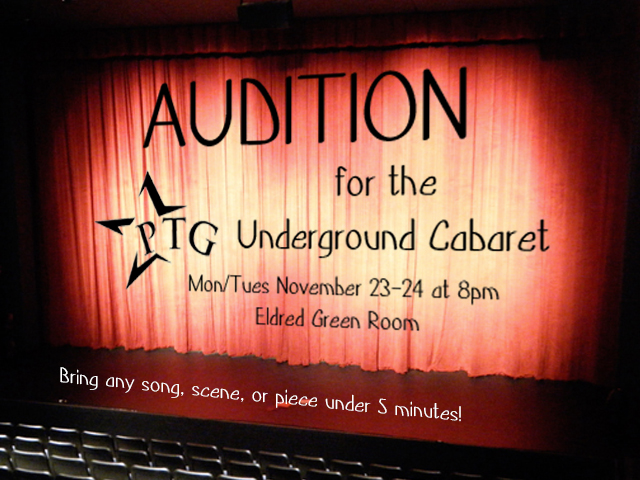 AUDITION
for the
PTG
Underground Cabaret
Mon/Tues November 23-24 at 8pm
Eldred Green Room
Bring any song, scene, or piece under 5 minutes!